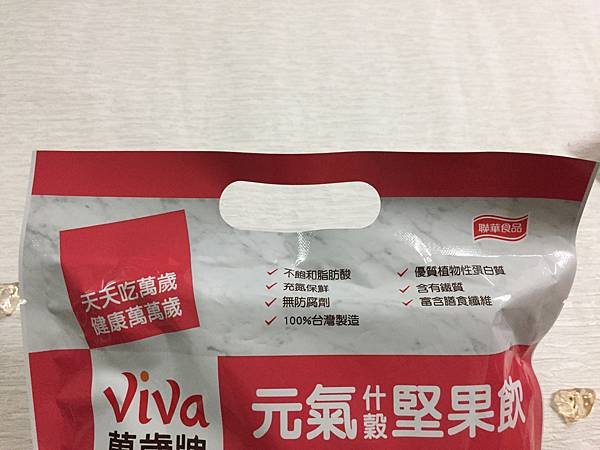 聯華食品
天天吃萬歲
健康萬萬歲
✓ 不飽和脂肪酸
✓ 充氮保鮮
✓ 無防腐劑
✓ 100%台灣製造
✓ 優質植物性蛋白質
✓ 含有鐵質
✓ 富含膳食纖維
viva
萬歲牌
元氣什穀堅果飲